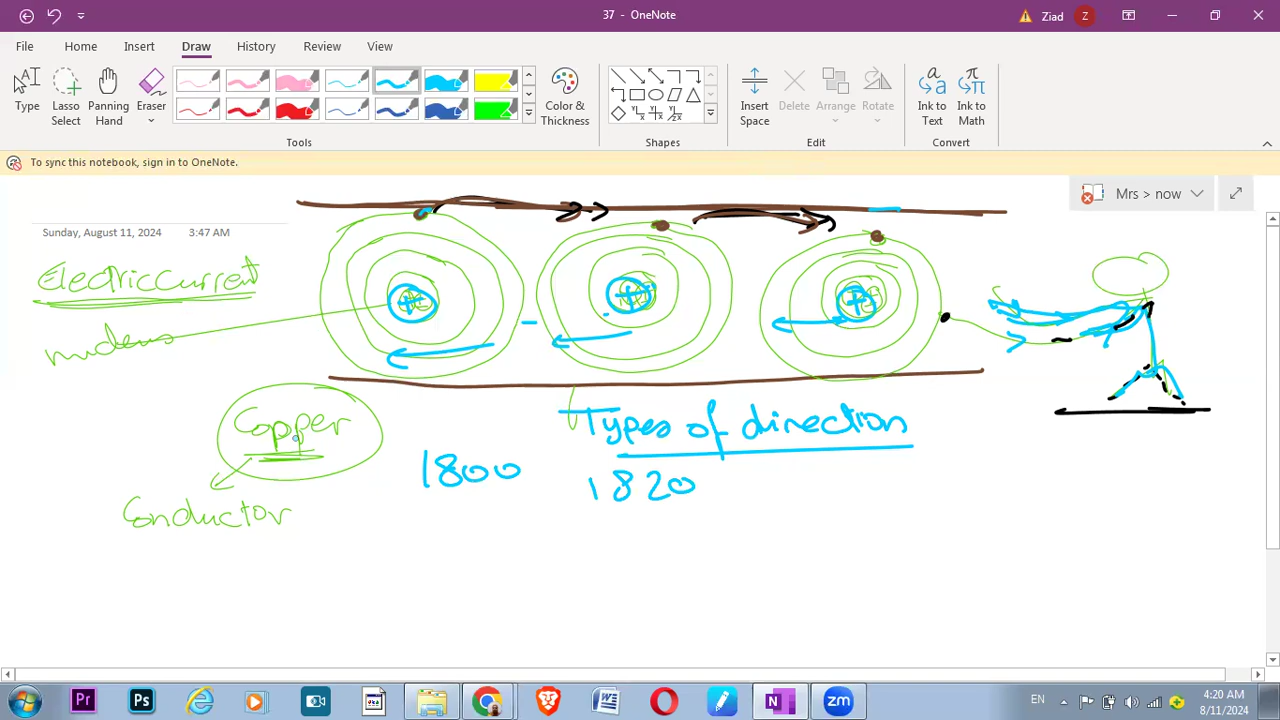 37 - OneNote
Ziad
Z
File
Home
Insert
Draw
History
Review
View
Type
Lasso Select
Panning Hand
Eraser
Color & Thickness
Insert Space
Delete
Arrange
Rotate
Ink to Text
Ink to Math
Tools
Shapes
Edit
Convert
To sync this notebook, sign in to OneNote.
Mrs > now
Sunday, August 11, 2024
3:47 AM
Electric Current
nucleus
+
+
+
Copper
Conductor
Types of direction
1800
1820
Pr
Ps
EN
4:20 AM
8/11/2024